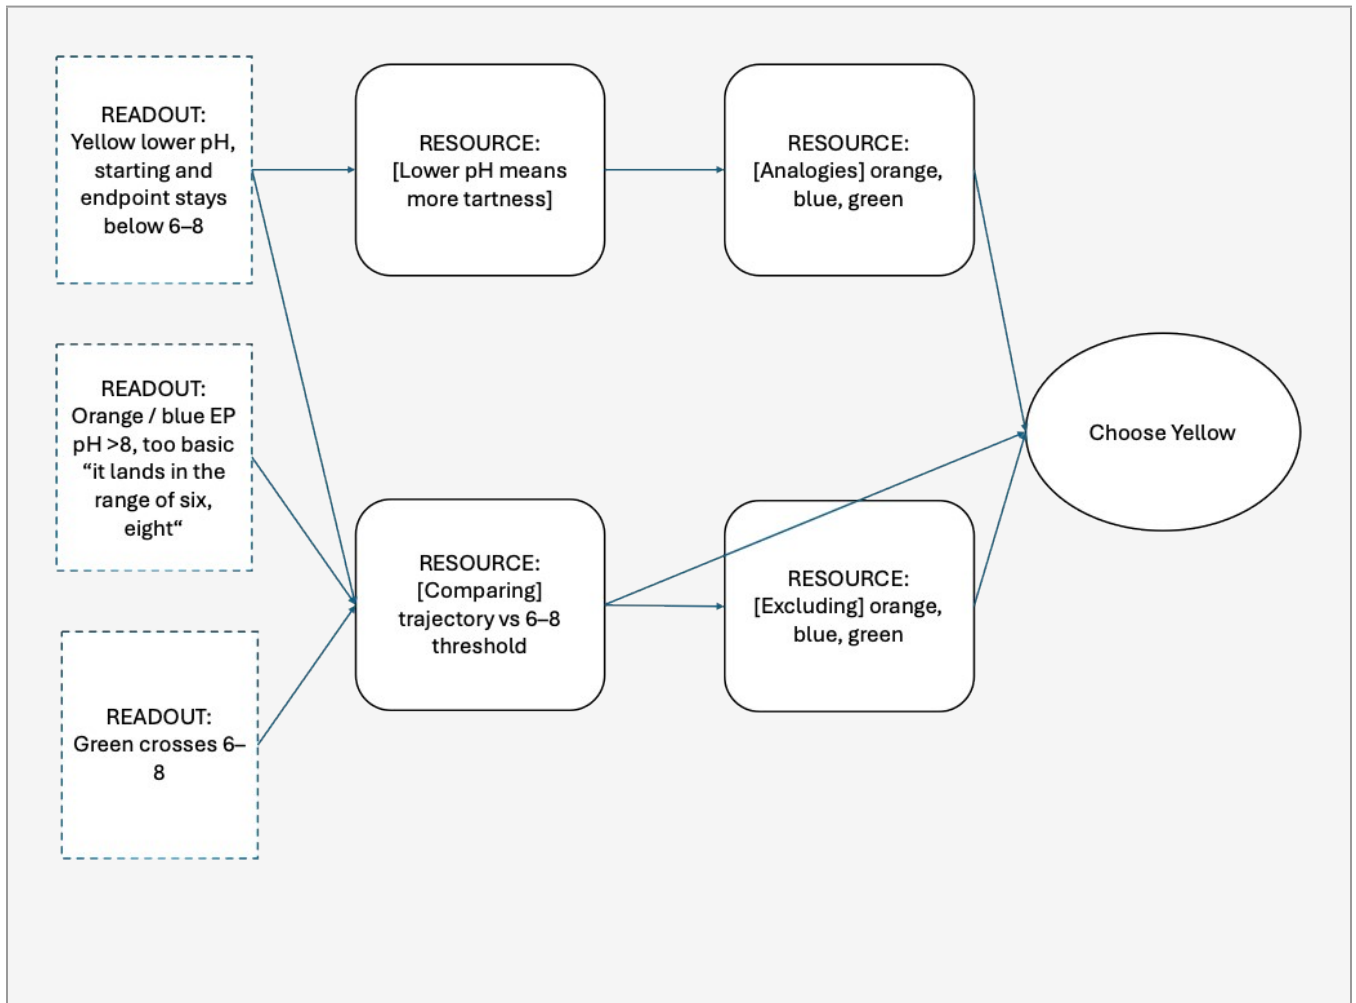 READOUT:
Yellow lower pH,
starting and
endpoint stays
below 6–8
RESOURCE:
[Lower pH means
more tartness]
RESOURCE:
[Analogies] orange,
blue, green
READOUT:
Orange / blue EP
pH >8, too basic
“it lands in the
range of six,
eight“
Choose Yellow
RESOURCE:
[Comparing]
trajectory vs 6–8
threshold
RESOURCE:
[Excluding] orange,
blue, green
READOUT:
Green crosses 6–
8